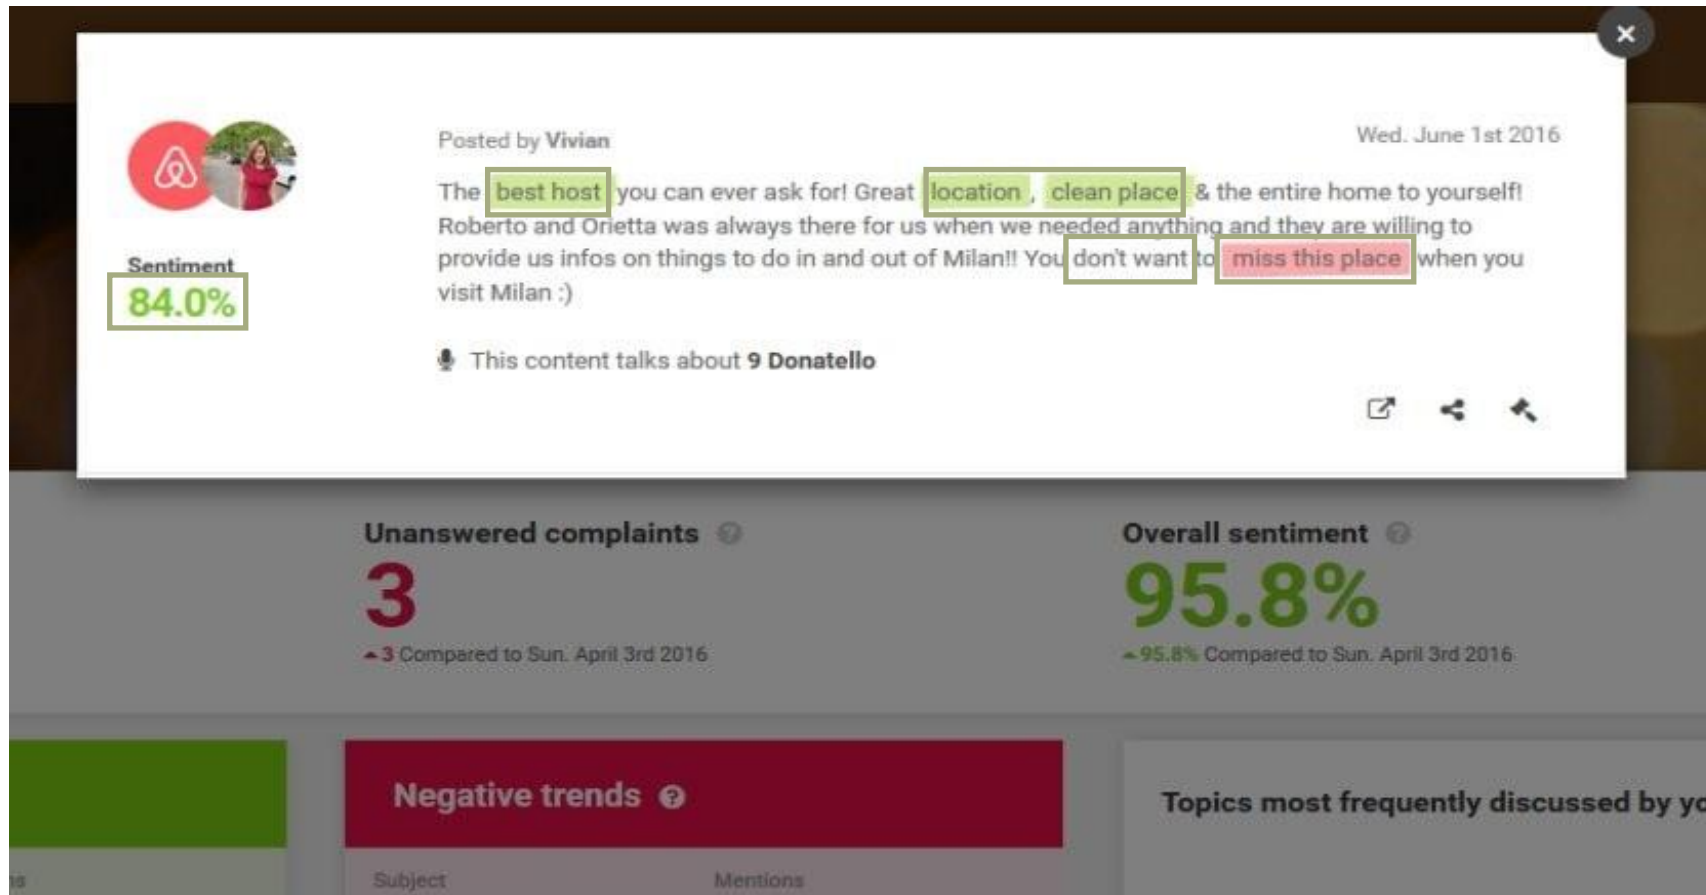 Posted by Vivian
Wed. June 1st 2016
The best host you can ever ask for! Great location , clean place & the entire home to yourself!
Roberto and Orietta was always there for us when we needed anything and they are willing to
provide us infos on things to do in and out of Milan!! You don't want to miss this place when you
visit Milan :)
Sentiment
84.0%
This content talks about 9 Donatello
Unanswered complaints
3
3 Compared to Sun. April 3rd 2016
Overall sentiment
95.8%
95.8% Compared to Sun. April 3rd 2016
Negative trends
Topics most frequently discussed by
Subject
Mentions